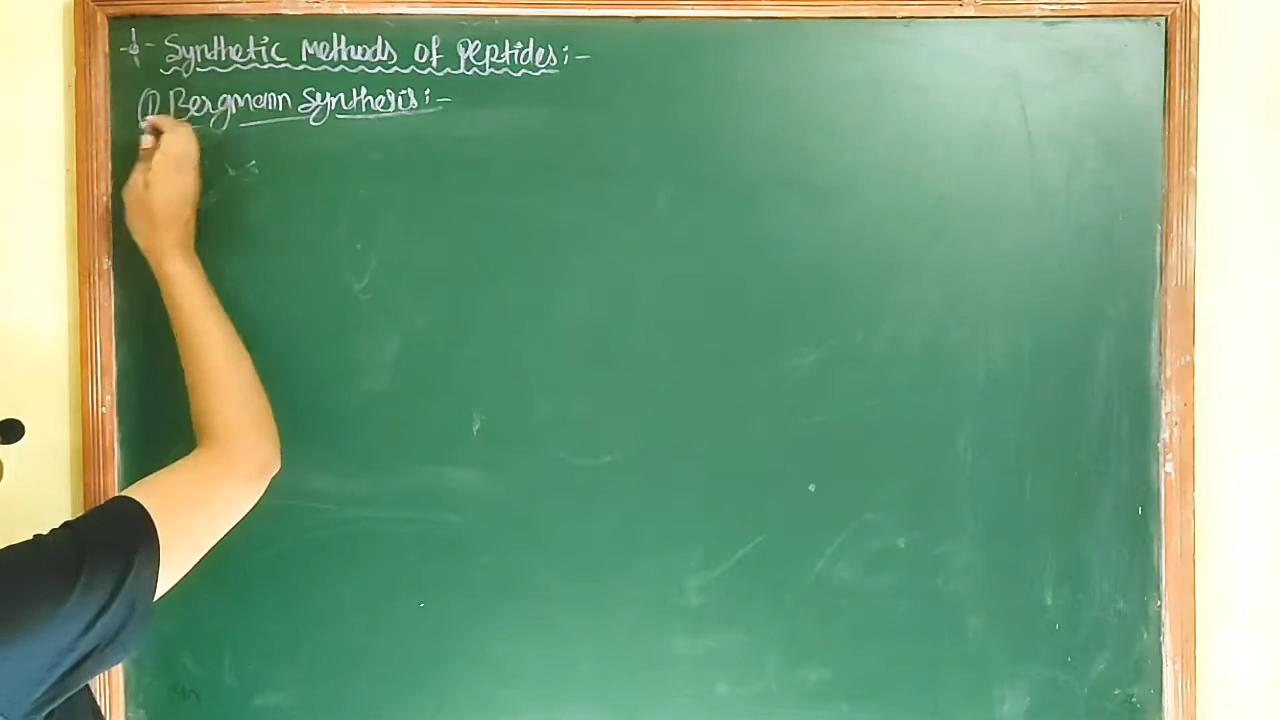 Synthetic Methods of Peptides:-
① Bergmann Synthesis:-